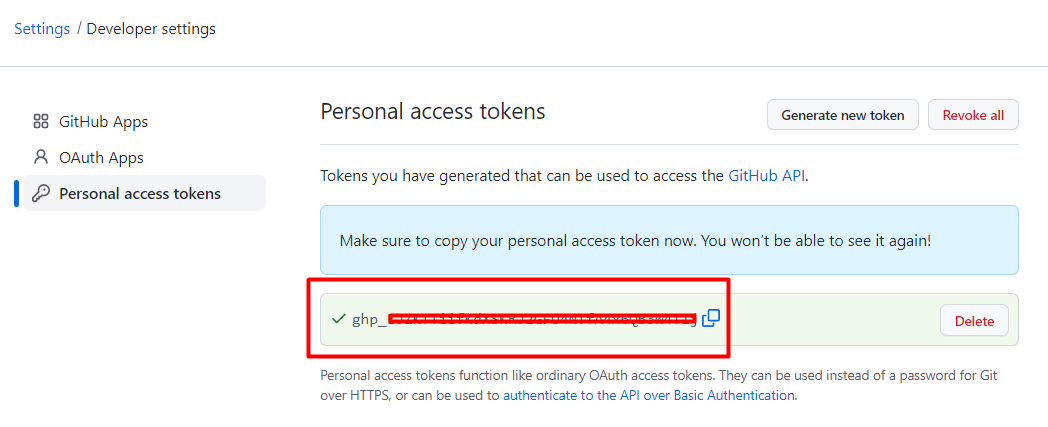 Settings / Developer settings
GitHub Apps
OAuth Apps
Personal access tokens
Personal access tokens
Generate new token
Revoke all
Tokens you have generated that can be used to access the GitHub API.
Make sure to copy your personal access token now. You won’t be able to see it again!
ghp_
Delete
Personal access tokens function like ordinary OAuth access tokens. They can be used instead of a password for Git
over HTTPS, or can be used to authenticate to the API over Basic Authentication.